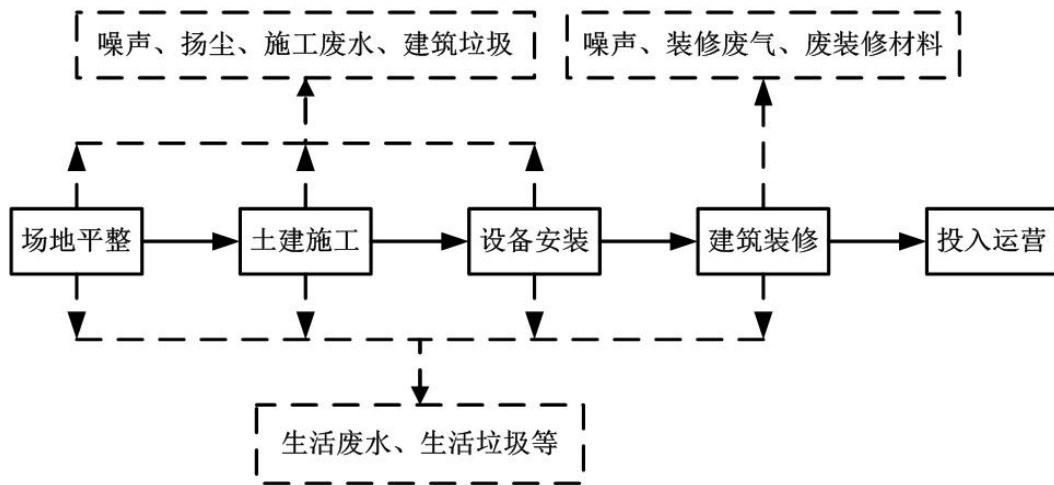 噪声、扬尘、施工废水、建筑垃圾
噪声、装修废气、废装修材料
场地平整
土建施工
设备安装
建筑装修
投入运营
生活废水、生活垃圾等